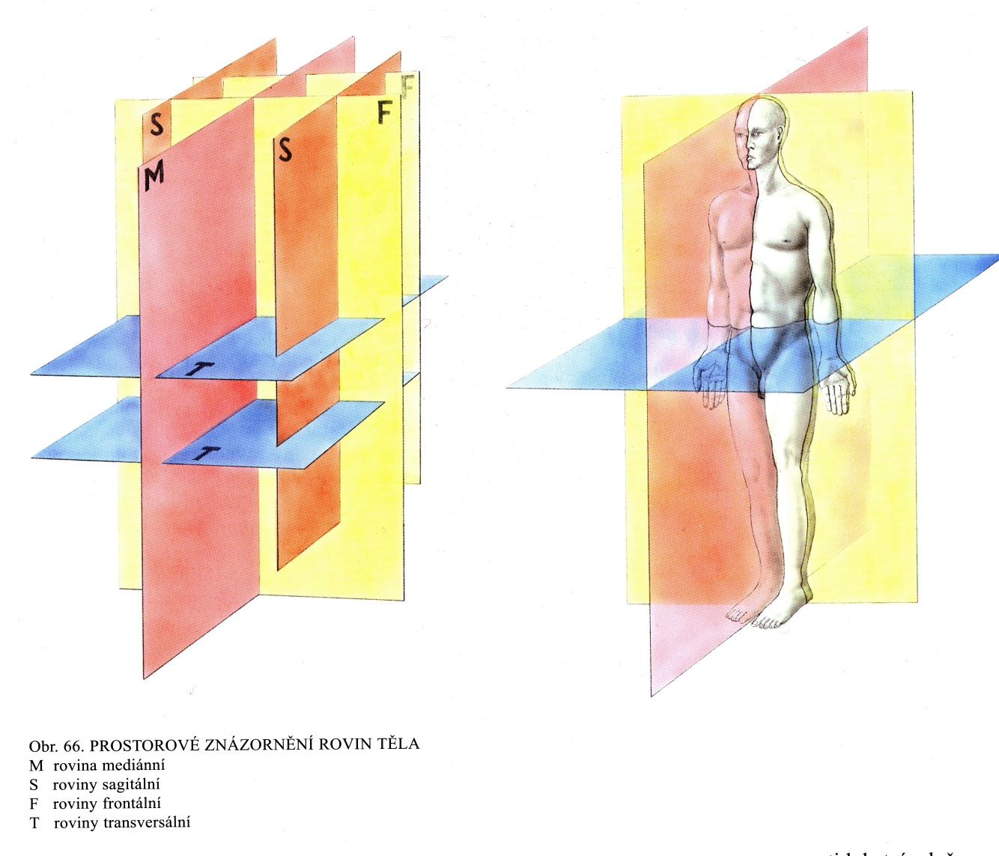 S
M
S
F
F
T
T
Obr. 66. PROSTOROVÉ ZNÁZORNĚNÍ ROVIN TĚLA
M rovina mediánní
S roviny sagitální
F roviny frontální
T roviny transversální